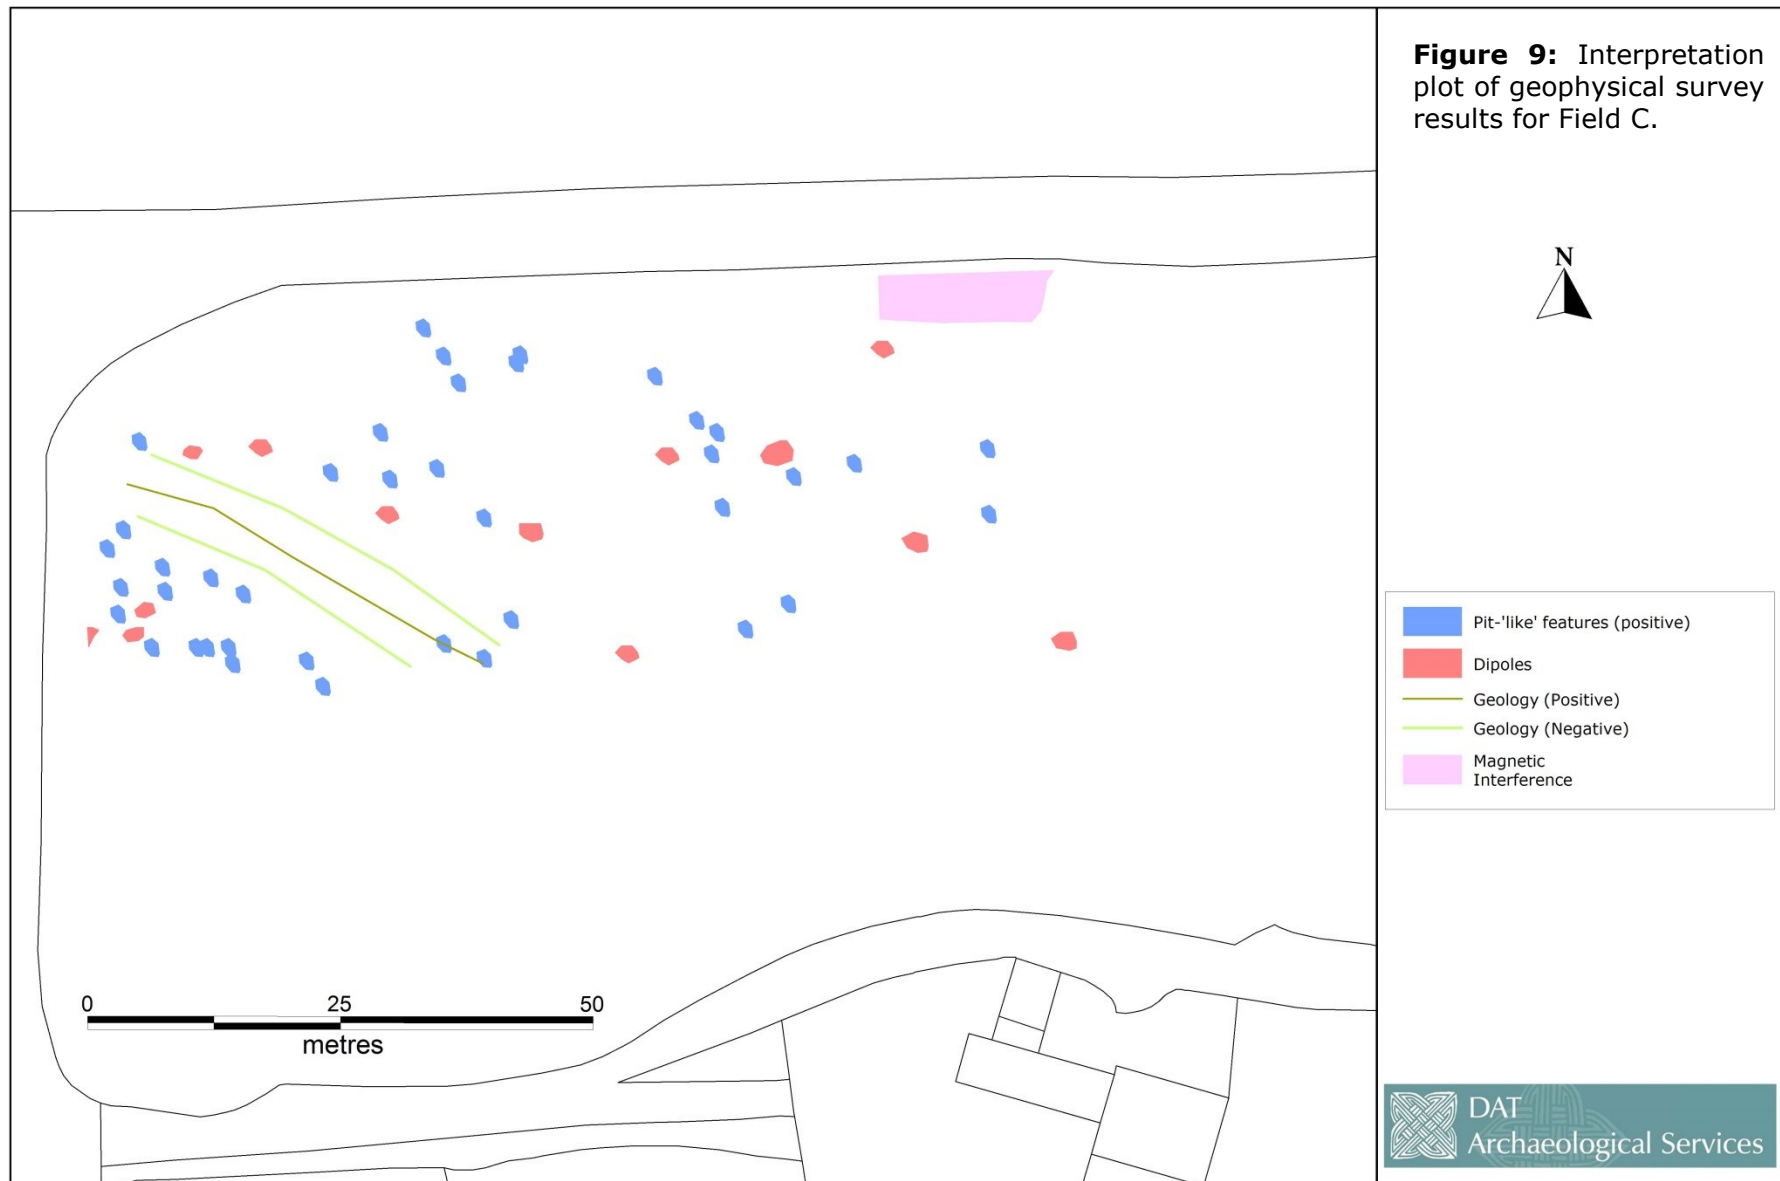 Figure 9: Interpretation
plot of geophysical survey
results for Field C.
N
Pit-'like' features (positive)
Dipoles
Geology (Positive)
Geology (Negative)
Magnetic
Interference
0 25 50
metres
DAT
Archaeological Services